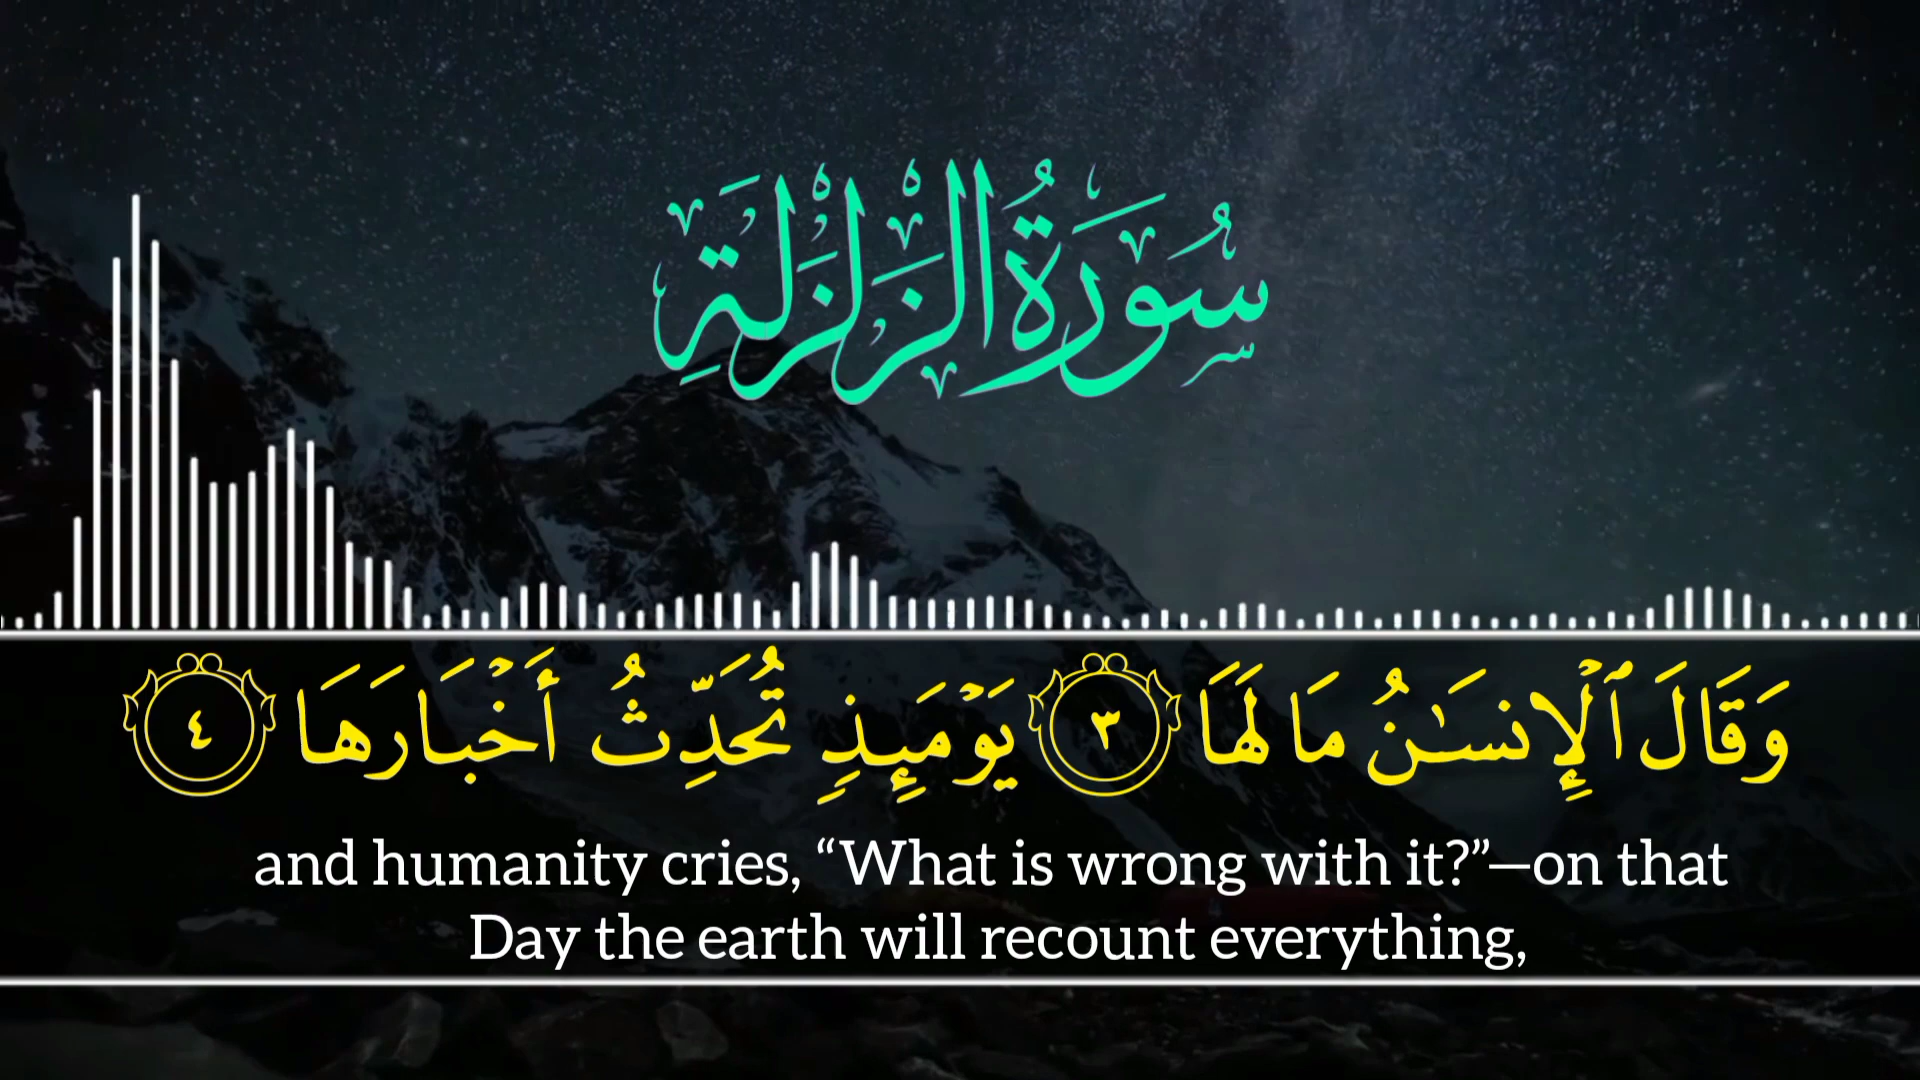 سُورَةُ الزَّلْزَلَةِ
وَقَالَ ٱلْإِنسَـٰنُ مَا لَهَا ٣ يَوْمَئِذٍ تُحَدِّثُ أَخْبَارَهَا ٤
and humanity cries, “What is wrong with it?”—on that
Day the earth will recount everything,